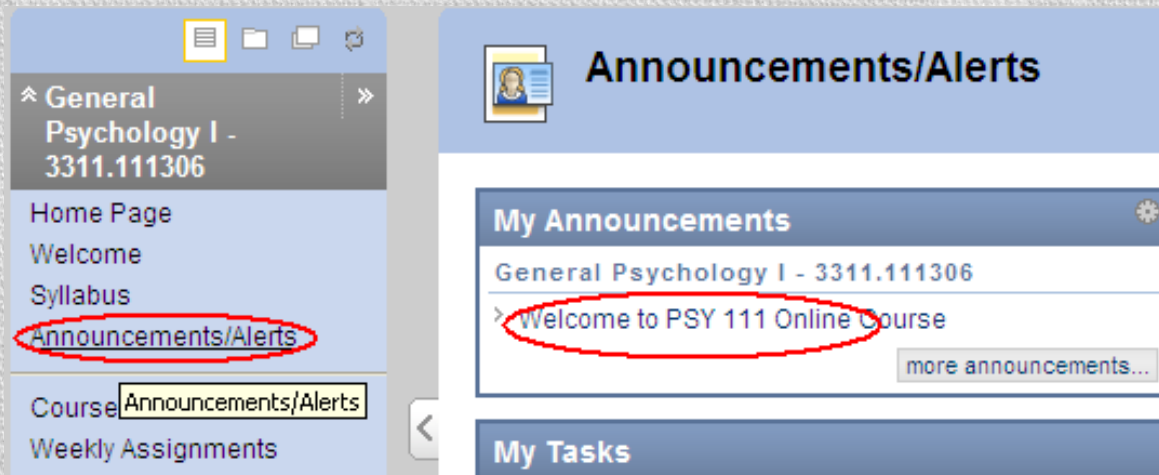 General
Psychology I -
3311.111306
Home Page
Welcome
Syllabus
Announcements/Alerts
Course
Announcements/Alerts
Weekly Assignments
Announcements/Alerts
My Announcements
General Psychology I - 3311.111306
Welcome to PSY 111 Online Course
more announcements...
My Tasks